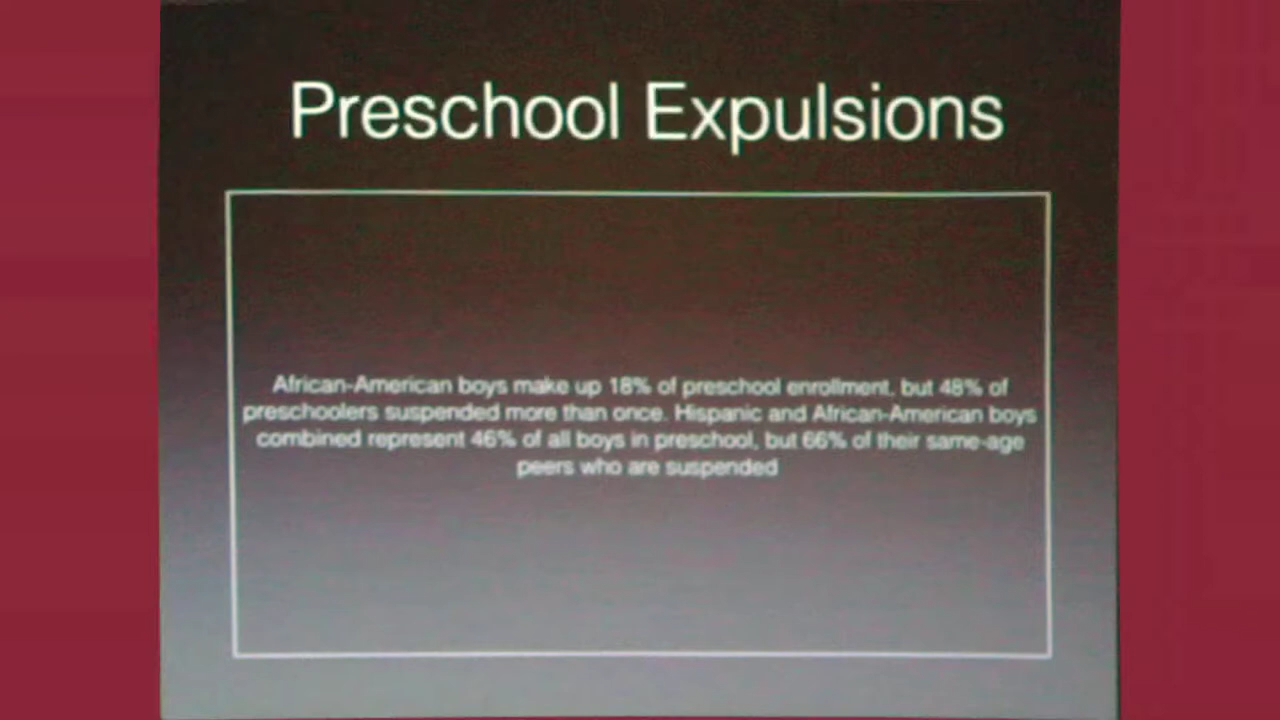 Preschool Expulsions
African-American boys make up 18% of preschool enrollment, but 48% of
preschoolers suspended more than once. Hispanic and African-American boys
combined represent 46% of all boys in preschool, but 66% of their same-age
peers who are suspended